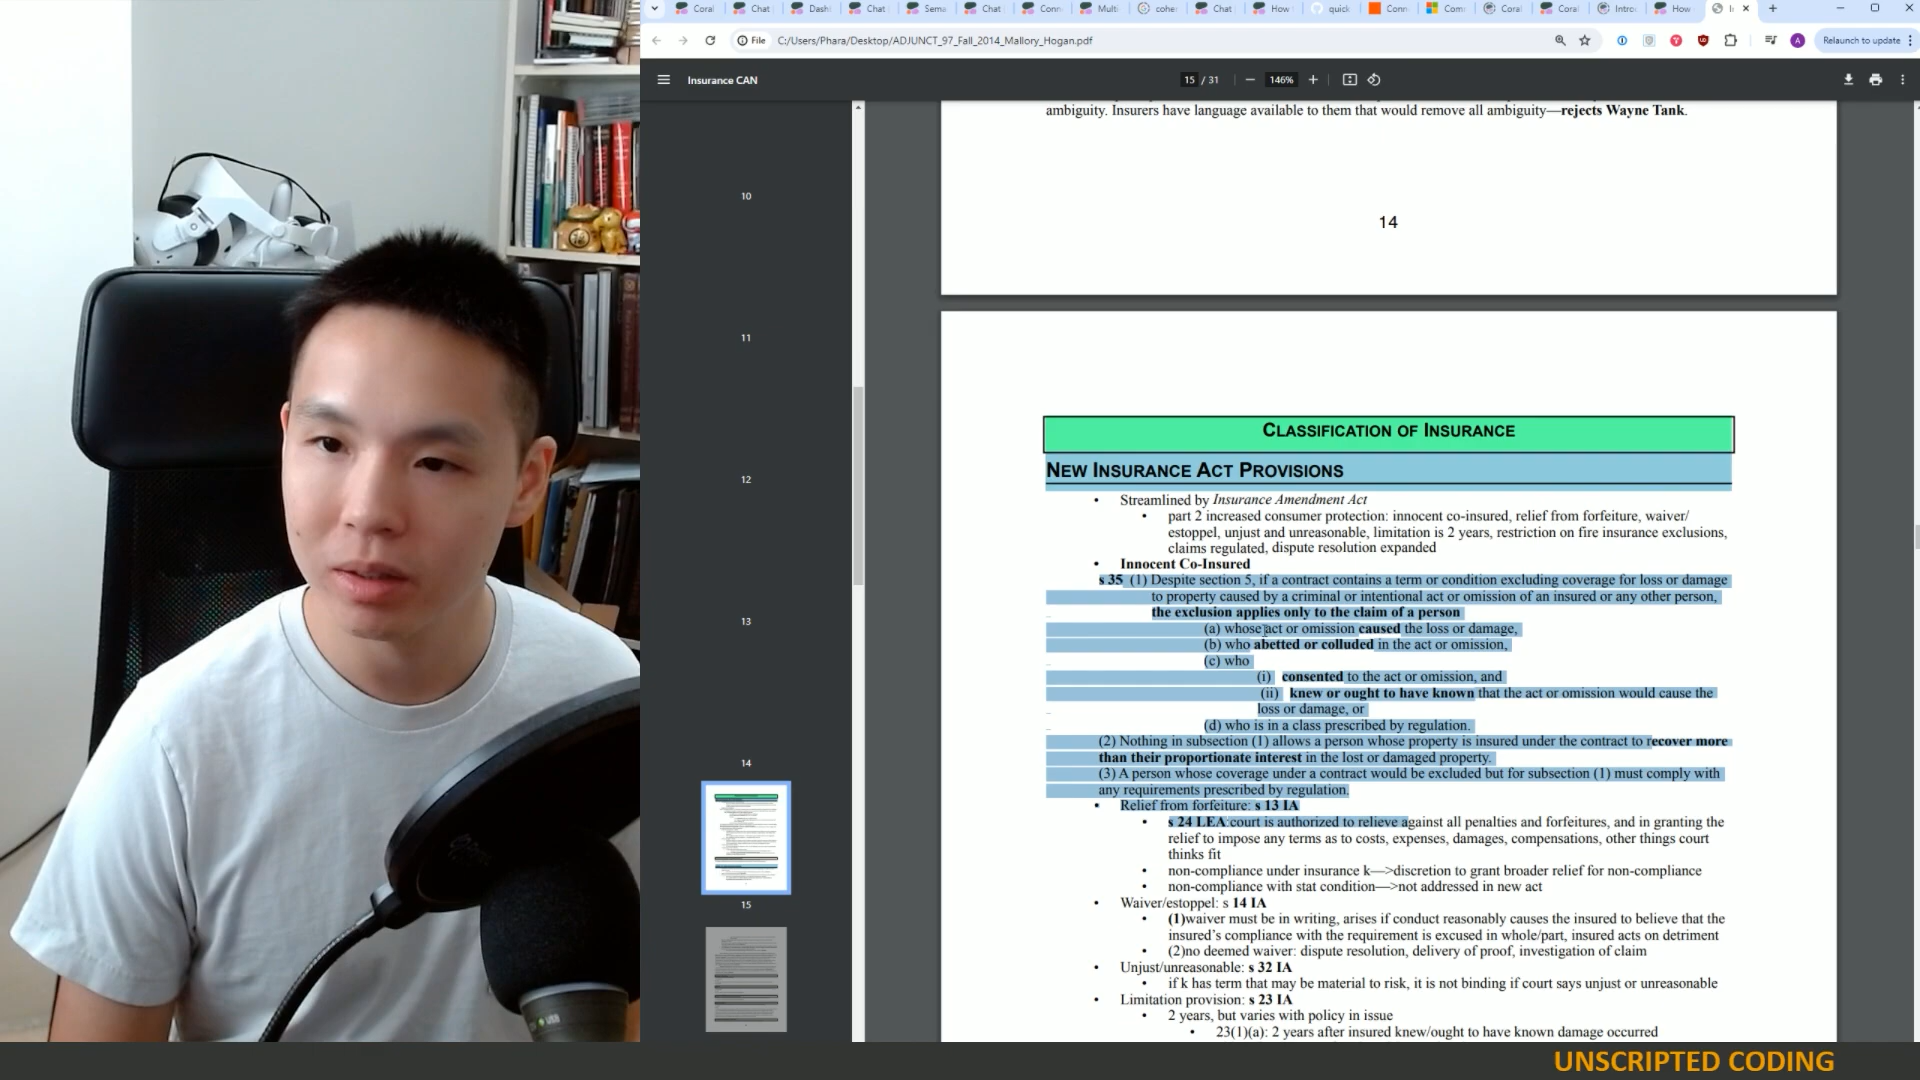 Coral
Chat
Dash
Chat
Sema
Chat
Conn
Multi
cohe
Chat
How
quick
Conn
Com
Coral
Coral
Intro
How
File
C:/Users/Phara/Desktop/ADJUNCT_97_Fall_2014_Mallory_Hogan.pdf
Relaunch to update
Insurance CAN
15 / 31
146%
10
11
12
13
14
15
ambiguity. Insurers have language available to them that would remove all ambiguity—rejects Wayne Tank.
14
CLASSIFICATION OF INSURANCE
NEW INSURANCE ACT PROVISIONS
• Streamlined by Insurance Amendment Act
• part 2 increased consumer protection: innocent co-insured, relief from forfeiture, waiver/
estoppel, unjust and unreasonable, limitation is 2 years, restriction on fire insurance exclusions,
claims regulated, dispute resolution expanded
• Innocent Co-Insured
s 35 (1) Despite section 5, if a contract contains a term or condition excluding coverage for loss or damage
to property caused by a criminal or intentional act or omission of an insured or any other person,
the exclusion applies only to the claim of a person
(a) whose act or omission caused the loss or damage,
(b) who abetted or colluded in the act or omission,
(c) who
(i) consented to the act or omission, and
(ii) knew or ought to have known that the act or omission would cause the
loss or damage, or
(d) who is in a class prescribed by regulation.
(2) Nothing in subsection (1) allows a person whose property is insured under the contract to recover more
than their proportionate interest in the lost or damaged property.
(3) A person whose coverage under a contract would be excluded but for subsection (1) must comply with
any requirements prescribed by regulation.
• Relief from forfeiture: s 13 IA
• s 24 LEA:court is authorized to relieve against all penalties and forfeitures, and in granting the
relief to impose any terms as to costs, expenses, damages, compensations, other things court
thinks fit
• non-compliance under insurance k—>discretion to grant broader relief for non-compliance
• non-compliance with stat condition—>not addressed in new act
• Waiver/estoppel: s 14 IA
• (1)waiver must be in writing, arises if conduct reasonably causes the insured to believe that the
insured's compliance with the requirement is excused in whole/part, insured acts on detriment
• (2)no deemed waiver: dispute resolution, delivery of proof, investigation of claim
• Unjust/unreasonable: s 32 IA
• if k has term that may be material to risk, it is not binding if court says unjust or unreasonable
• Limitation provision: s 23 IA
• 2 years, but varies with policy in issue
• 23(1)(a): 2 years after insured knew/ought to have known damage occurred
UNSCRIPTED CODING